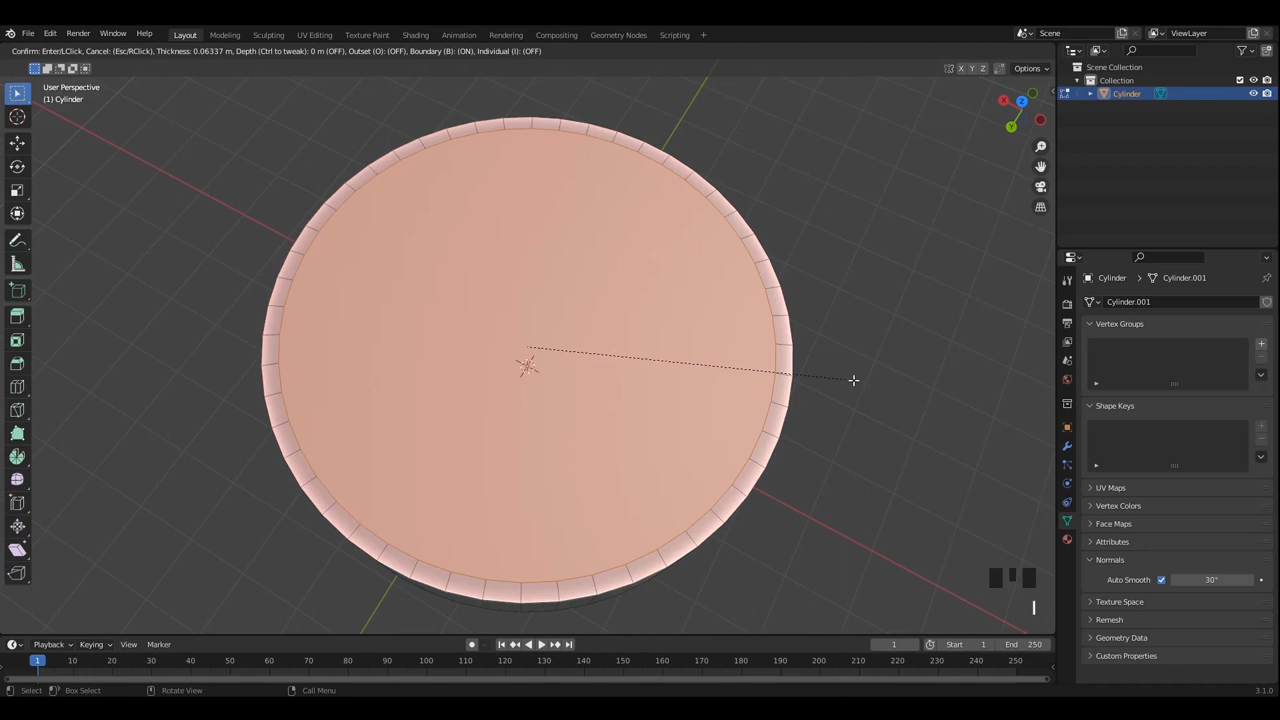 File Edit Render Window Help Layout Modeling Sculpting UV Editing Texture Paint Shading Animation Rendering Compositing Geometry Nodes Scripting + Scene ViewLayer
Confirm: Enter/LClick, Cancel: (Esc/RClick), Thickness: 0.06337 m, Depth (Ctrl to tweak): 0 m (OFF), Outset (O): (OFF), Boundary (B): (ON), Individual (I): (OFF)
X Y Z Options
Scene Collection
Collection
Cylinder
User Perspective
(1) Cylinder
X
Z
Y
Cylinder Cylinder.001
Cylinder.001
Vertex Groups
Shape Keys
UV Maps
Vertex Colors
Face Maps
Attributes
Normals
Auto Smooth 30°
Texture Space
Remesh
Geometry Data
Custom Properties
I
Playback Keying View Marker 1 Start 1 End 250
1 10 20 30 40 50 60 70 80 90 100 110 120 130 140 150 160 170 180 190 200 210 220 230 240 250
Select Box Select Rotate View Call Menu 3.1.0